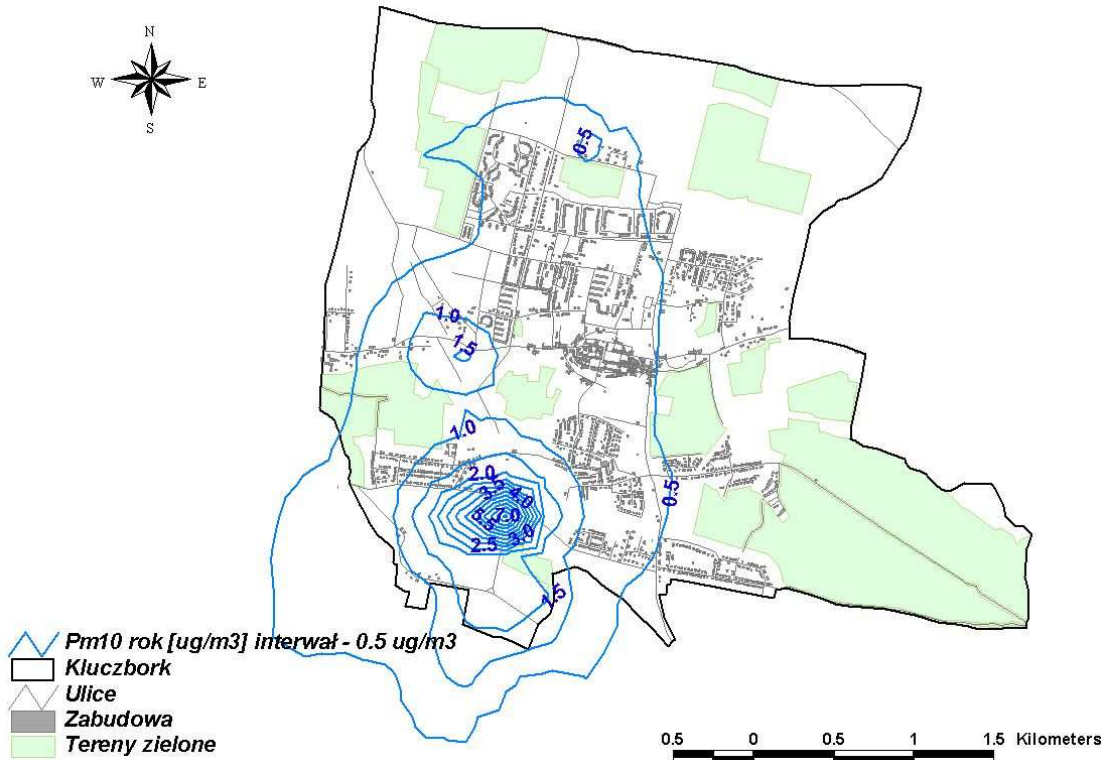 N
W E
S
0.5
1.0
1.5
1.0
2.0
3.5
4.0
5.5
7.0
2.5
3.0
0.5
1.5
Pm10 rok [ug/m3] interwał - 0.5 ug/m3
Kluczbork
Ulice
Zabudowa
Tereny zielone
0.5 0 0.5 1 1.5 Kilometers